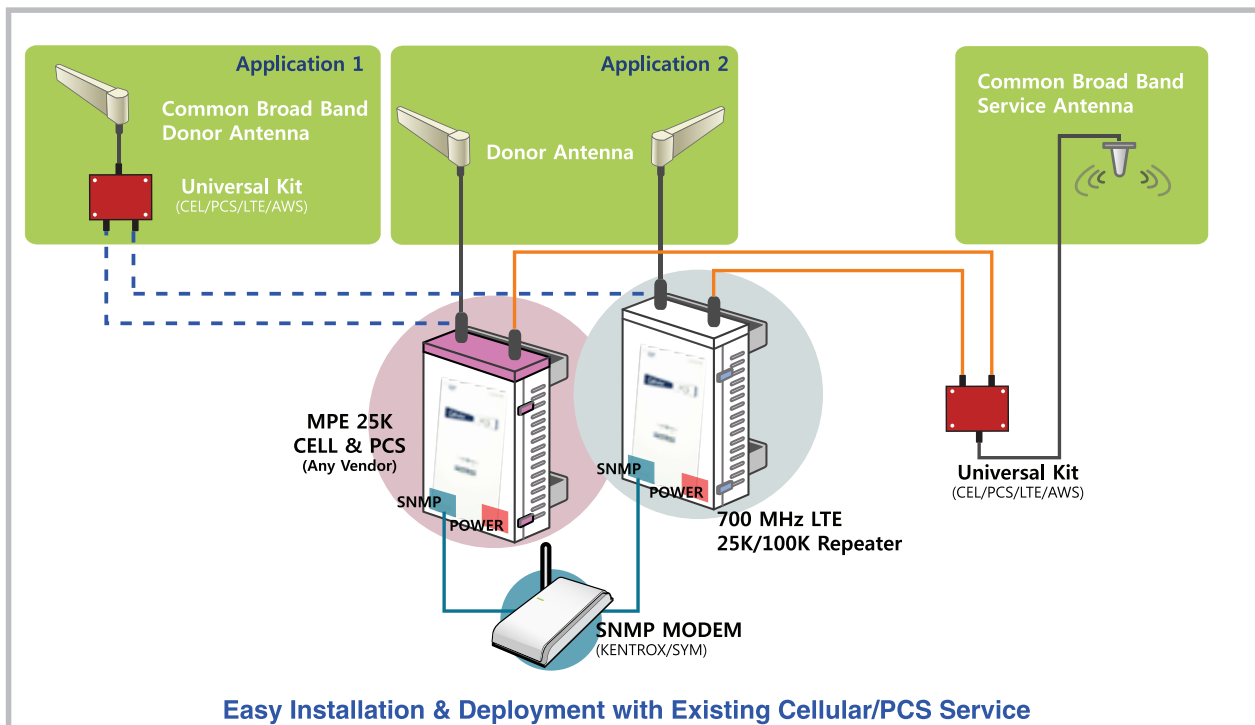 Application 1
Common Broad Band
Donor Antenna
Universal Kit
(CEL/PCS/LTE/AWS)
Application 2
Donor Antenna
Common Broad Band
Service Antenna
MPE 25K
CELL & PCS
(Any Vendor)
SNMP
POWER
SNMP
POWER
700 MHz LTE
25K/100K Repeater
Universal Kit
(CEL/PCS/LTE/AWS)
SNMP MODEM
(KENTROX/SYM)
Easy Installation & Deployment with Existing Cellular/PCS Service